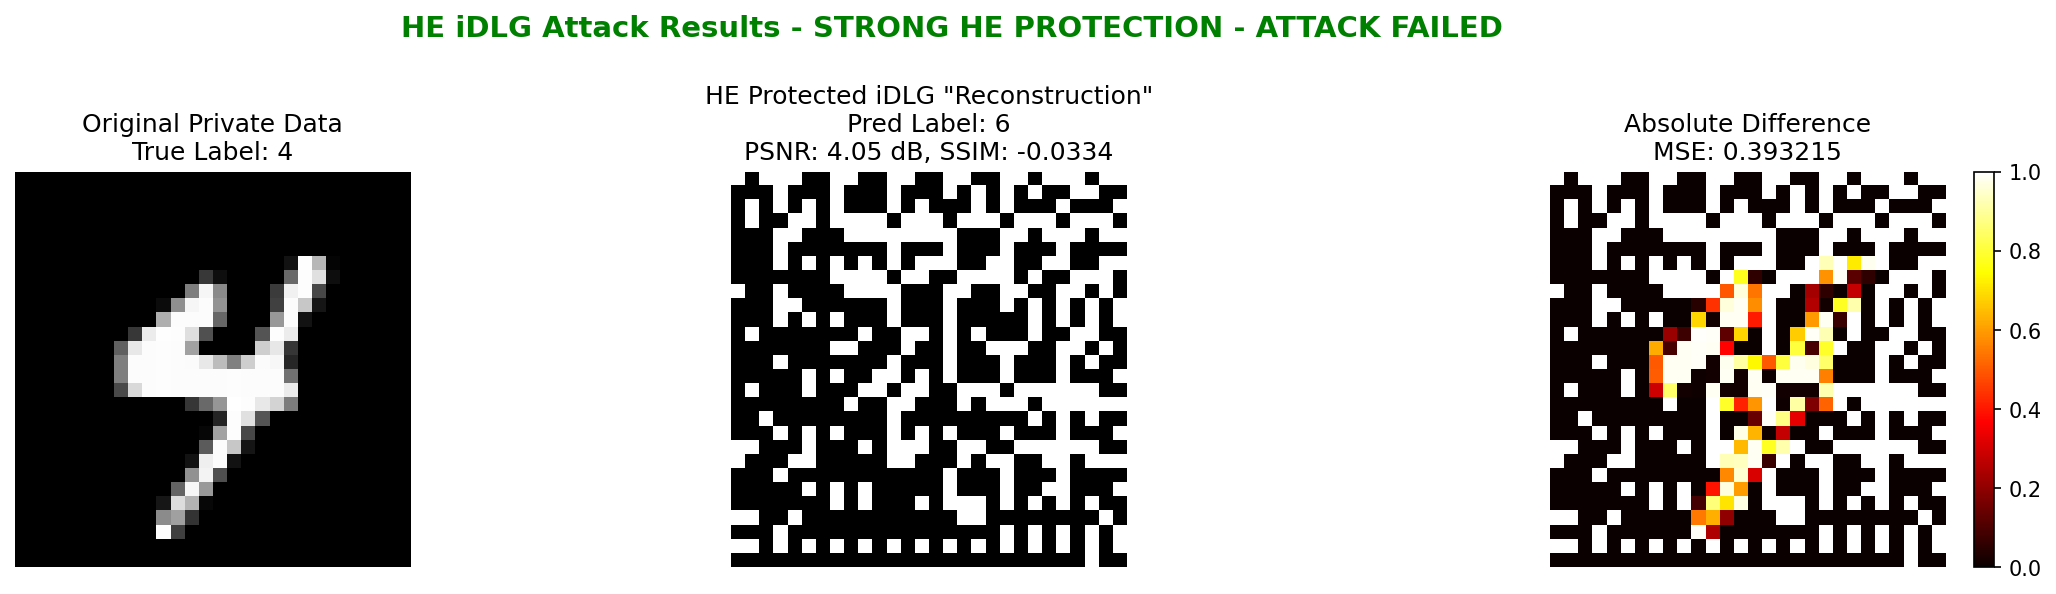 HE iDLG Attack Results - STRONG HE PROTECTION - ATTACK FAILED
Original Private Data
True Label: 4
HE Protected iDLG "Reconstruction"
Pred Label: 6
PSNR: 4.05 dB, SSIM: -0.0334
Absolute Difference
MSE: 0.393215
1.0
0.8
0.6
0.4
0.2
0.0
4